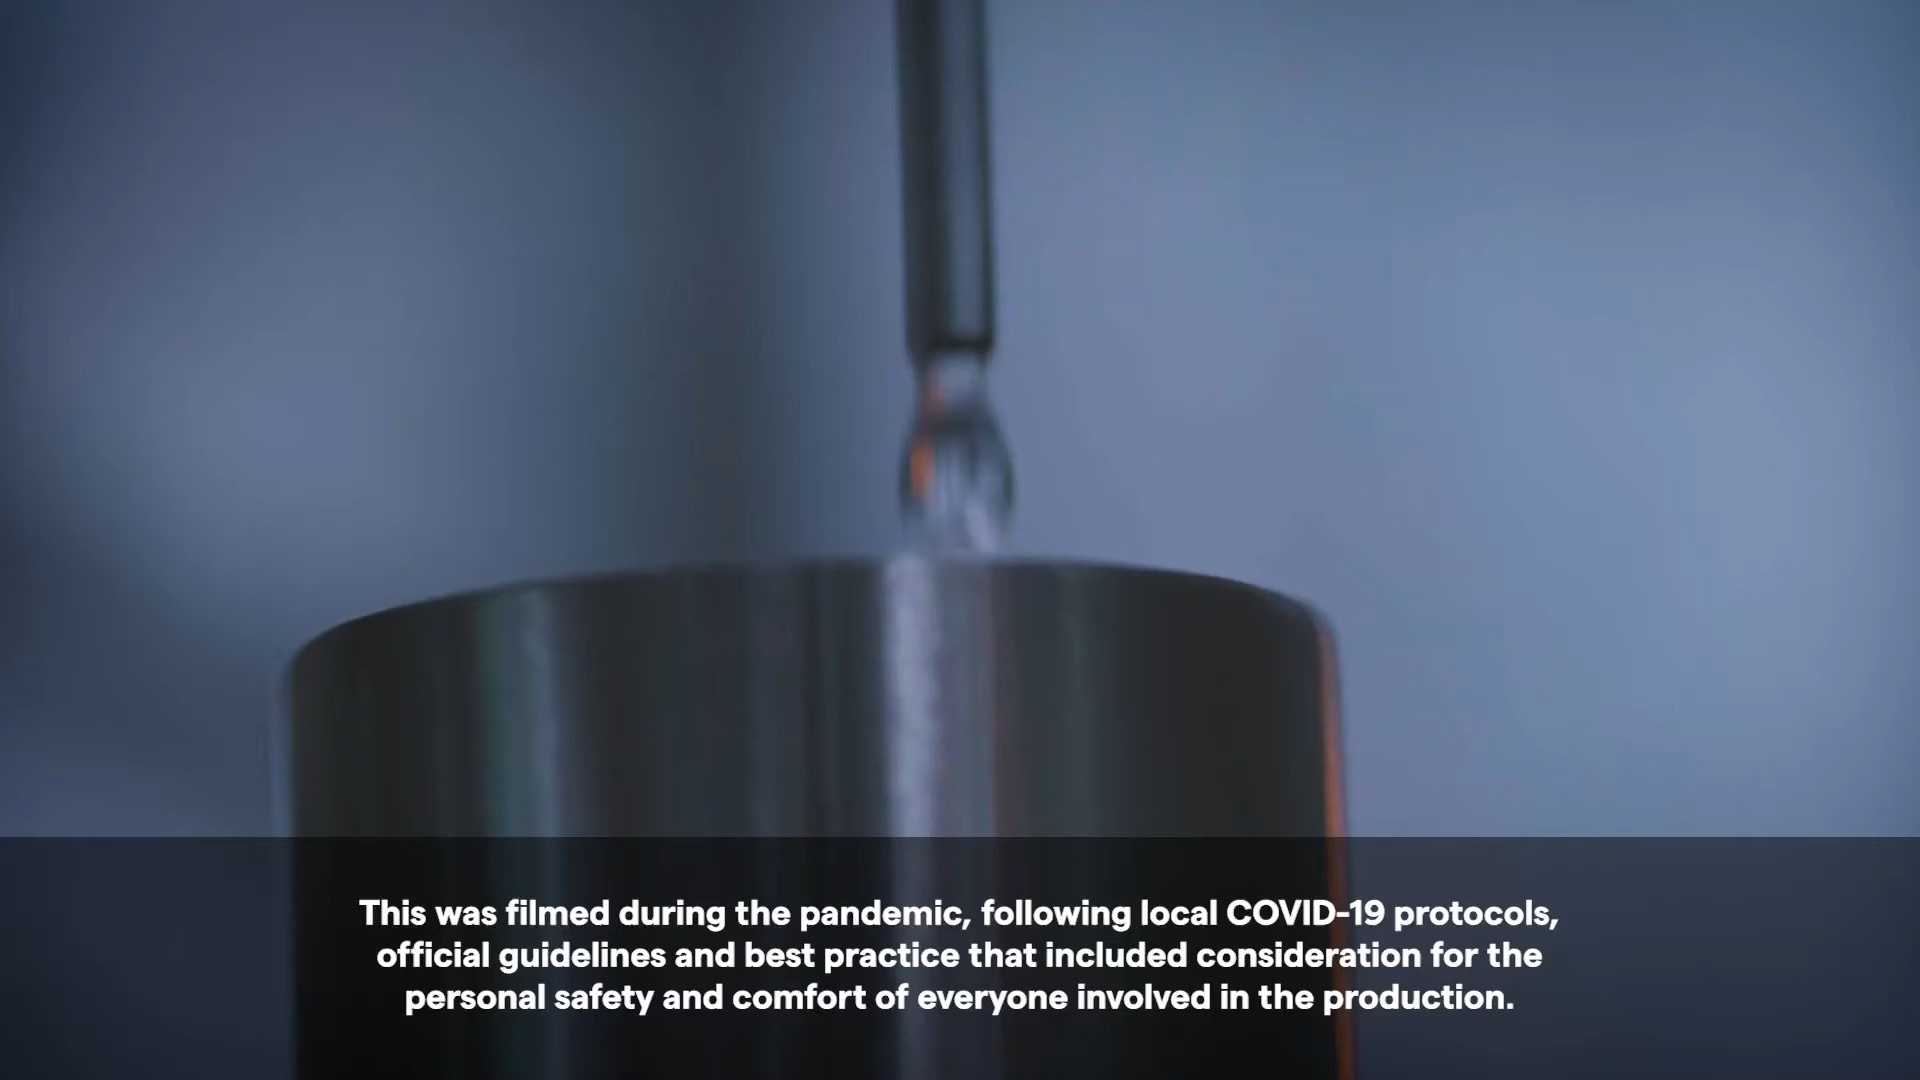 This was filmed during the pandemic, following local COVID-19 protocols,
official guidelines and best practice that included consideration for the
personal safety and comfort of everyone involved in the production.